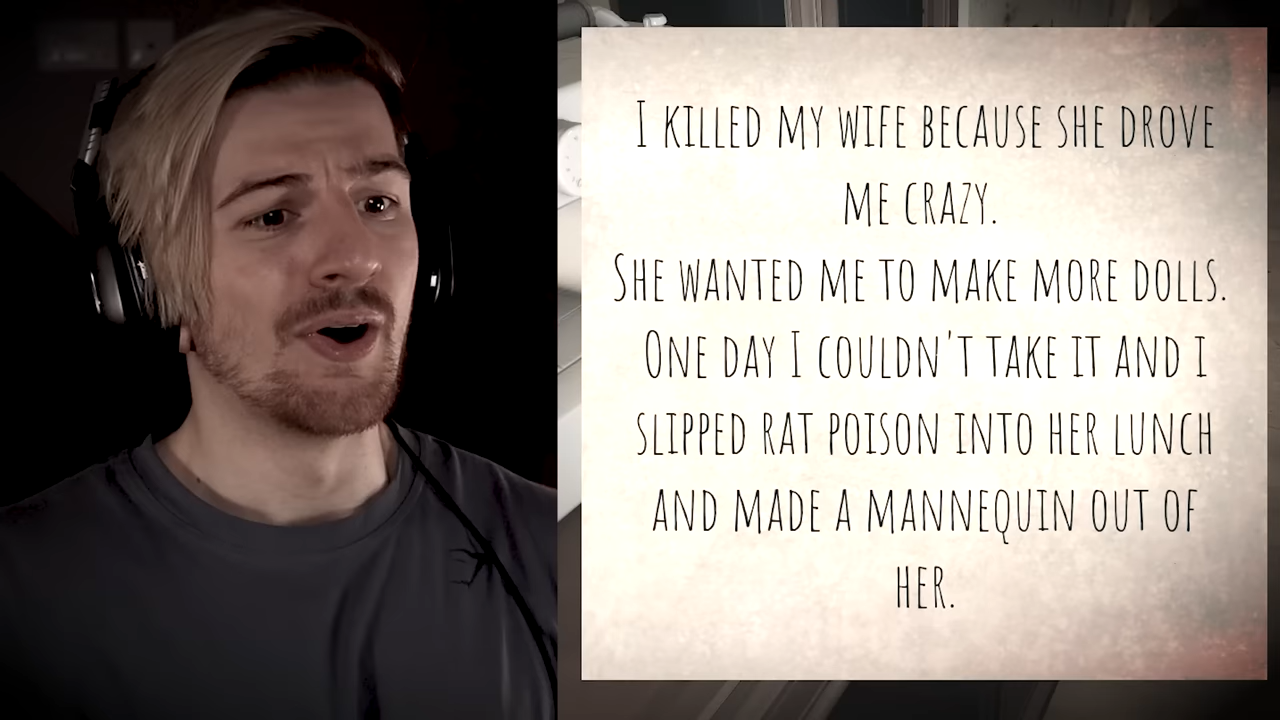 I KILLED MY WIFE BECAUSE SHE DROVE
ME CRAZY.
SHE WANTED ME TO MAKE MORE DOLLS.
ONE DAY I COULDN'T TAKE IT AND I
SLIPPED RAT POISON INTO HER LUNCH
AND MADE A MANNEQUIN OUT OF
HER.